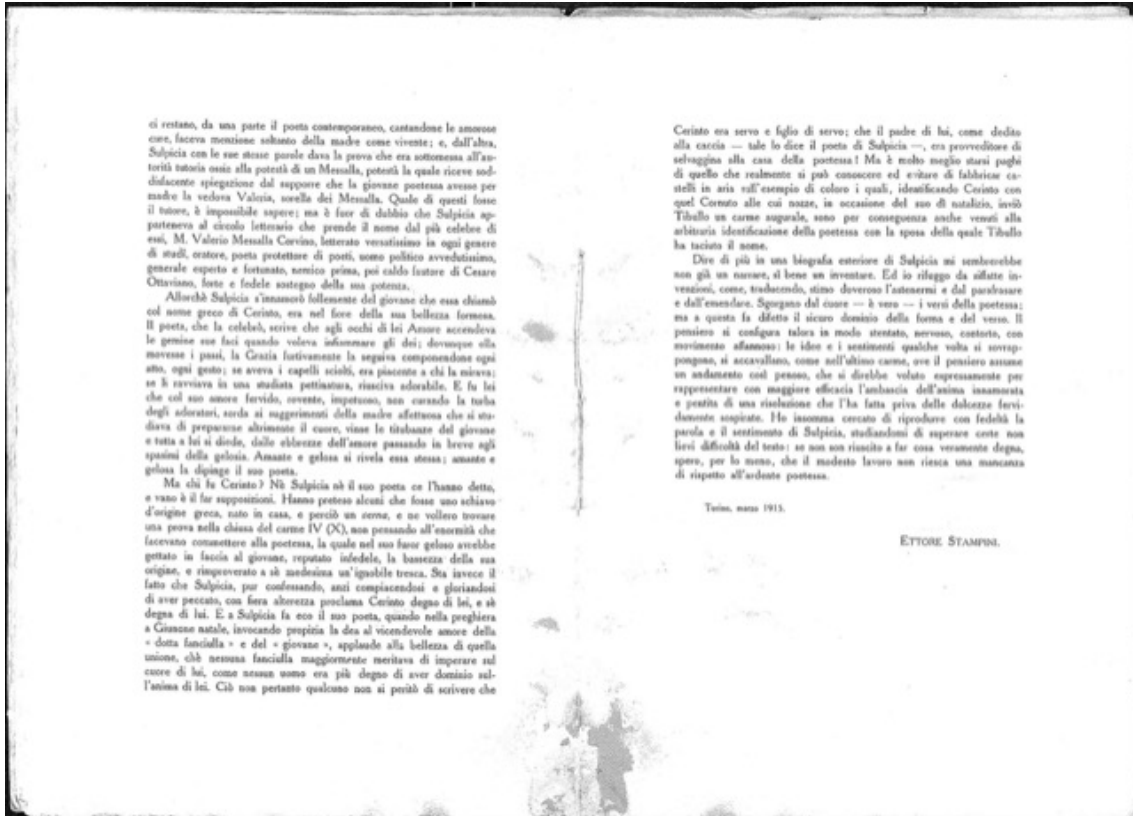 ci restano, da una parte il poeta contemporaneo, cantandone le amorose
cure, faceva menzione soltanto della madre come vivente; e, dall'altra,
Sulpicia con le sue stesse parole dava la prova che era sottomessa all'au-
torità tutoria ossia alla potestà di un Messalla, potestà la quale riceve sod-
disfacente spiegazione dal supporre che la giovane poetessa avesse per
madre la vedova Valeria, sorella dei Messalla. Quale di questi fosse
il tutore, è impossibile sapere; ma è fuor di dubbio che Sulpicia ap-
parteneva al circolo letterario che prende il nome dal più celebre di
essi, M. Valerio Messalla Corvino, letterato versatissimo in ogni genere
di studî, oratore, poeta protettore di poeti, uomo politico avvedutissimo,
generale esperto e fortunato, nemico prima, poi caldo fautore di Cesare
Ottaviano, forte e fedele sostegno della sua potenza.
Allorchè Sulpicia s'innamorò follemente del giovane che essa chiamò
col nome greco di Cerinto, era nel fiore della sua bellezza formosa.
Il poeta, che la celebrò, scrive che agli occhi di lei Amore accendeva
le gemine sue faci quando voleva infiammare gli dei; dovunque ella
movesse i passi, la Grazia furtivamente la seguiva componendone ogni
atto, ogni gesto; se aveva i capelli sciolti, era piacente a chi la mirava;
se li ravviava in una studiata pettinatura, riusciva adorabile. E fu lei
che col suo amore fervido, rovente, impetuoso, non curando la turba
degli adoratori, sorda ai suggerimenti della madre affettuosa che si stu-
diava di prepararne altrimenti il cuore, vinse le titubanze del giovane
e tutta a lui si diede, dalle ebbrezze dell'amore passando in breve agli
spasimi della gelosia. Amante e gelosa si rivela essa stessa; amante e
gelosa la dipinge il suo poeta.
Ma chi fu Cerinto? Nè Sulpicia nè il suo poeta ce l'hanno detto,
e vano è il far supposizioni. Hanno preteso alcuni che fosse uno schiavo
d'origine greca, nato in casa, e perciò un verna, e ne vollero trovare
una prova nella chiusa del carme IV (X), non pensando all'enormità che
facevano commettere alla poetessa, la quale nel suo furor geloso avrebbe
gettato in faccia al giovane, reputato infedele, la bassezza della sua
origine, e rimproverato a sè medesima un'ignobile tresca. Sta invece il
fatto che Sulpicia, pur confessando, anzi compiacendosi e gloriandosi
di aver peccato, con fiera alterezza proclama Cerinto degno di lei, e sè
degna di lui. E a Sulpicia fa eco il suo poeta, quando nella preghiera
a Giunone natale, invocando propizia la dea al vicendevole amore della
« dotta fanciulla » e del « giovane », applaude alla bellezza di quella
unione, chè nessuna fanciulla maggiormente meritava di imperare sul
cuore di lui, come nessun uomo era più degno di aver dominio sul-
l'anima di lei. Ciò non pertanto qualcuno non si peritò di scrivere che
Cerinto era servo e figlio di servo; che il padre di lui, come dedito
alla caccia — tale lo dice il poeta di Sulpicia —, era provveditore di
selvaggina alla casa della poetessa! Ma è molto meglio starsi paghi
di quello che realmente si può conoscere ed evitare di fabbricar ca-
stelli in aria sull'esempio di coloro i quali, identificando Cerinto con
quel Cornuto alle cui nozze, in occasione del suo dì natalizio, inviò
Tibullo un carme augurale, sono per conseguenza anche venuti alla
arbitraria identificazione della poetessa con la sposa della quale Tibullo
ha taciuto il nome.
Dire di più in una biografia esteriore di Sulpicia mi sembrerebbe
non già un narrare, sì bene un inventare. Ed io rifuggo da siffatte in-
venzioni, come, traducendo, stimo doveroso l'astenermi e dal parafrasare
e dall'emendare. Sgorgano dal cuore — è vero — i versi della poetessa;
ma a questa fa difetto il sicuro dominio della forma e del verso. Il
pensiero si configura talora in modo stentato, nervoso, contorto, con
movimento affannoso; le idee e i sentimenti qualche volta si sovrap-
pongono, si accavallano, come nell'ultimo carme, ove il pensiero assume
un andamento così penoso, che si direbbe voluto espressamente per
rappresentare con maggiore efficacia l'ambascia dell'anima innamorata
e pentita di una risoluzione che l'ha fatta priva delle dolcezze fervi-
damente sospirate. Ho insomma cercato di riprodurre con fedeltà la
parola e il sentimento di Sulpicia, studiandomi di superare certe non
lievi difficoltà del testo: se non son riuscito a far cosa veramente degna,
spero, per lo meno, che il modesto lavoro non riesca una mancanza
di rispetto all'ardente poetessa.
Torino, marzo 1915.
ETTORE STAMPINI.